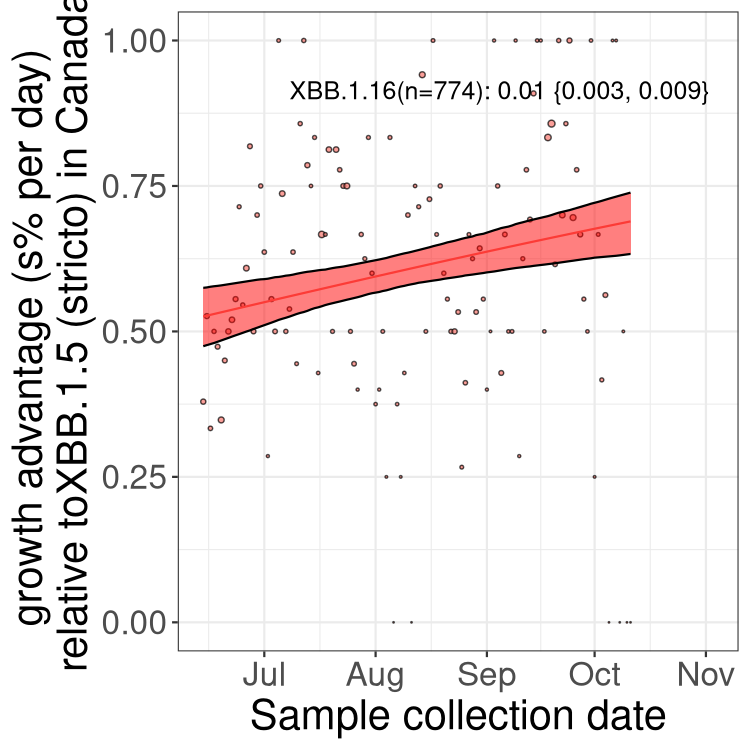 growth advantage (s% per day)
relative toXBB.1.5 (stricto) in Canada
1.00
0.75
0.50
0.25
0.00
XBB.1.16(n=774): 0.01 {0.003, 0.009}
Jul Aug Sep Oct Nov
Sample collection date